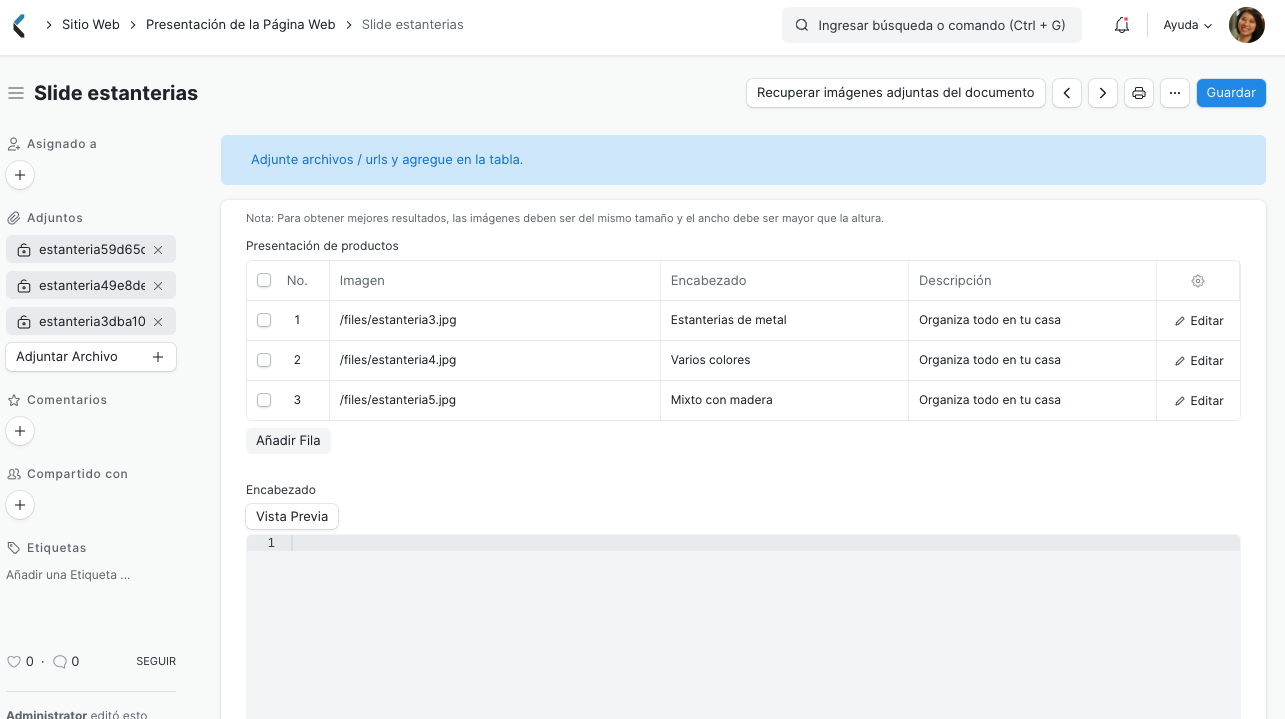 Sitio Web
Presentación de la Página Web
Slide estanterias
Ingresar búsqueda o comando (Ctrl + G)
Ayuda
Slide estanterias
Recuperar imágenes adjuntas del documento
Guardar
Asignado a
Adjuntos
estanteria59d65c
estanteria49e8de
estanteria3dba10
Adjuntar Archivo
Comentarios
Compartido con
Etiquetas
Añadir una Etiqueta ...
0 · 0 SEGUIR
Administrator editó esto
Adjunte archivos / urls y agregue en la tabla.
Nota: Para obtener mejores resultados, las imágenes deben ser del mismo tamaño y el ancho debe ser mayor que la altura.
Presentación de productos
No. Imagen Encabezado Descripción
1 /files/estanteria3.jpg Estanterias de metal Organiza todo en tu casa Editar
2 /files/estanteria4.jpg Varios colores Organiza todo en tu casa Editar
3 /files/estanteria5.jpg Mixto con madera Organiza todo en tu casa Editar
Añadir Fila
Encabezado
Vista Previa
1